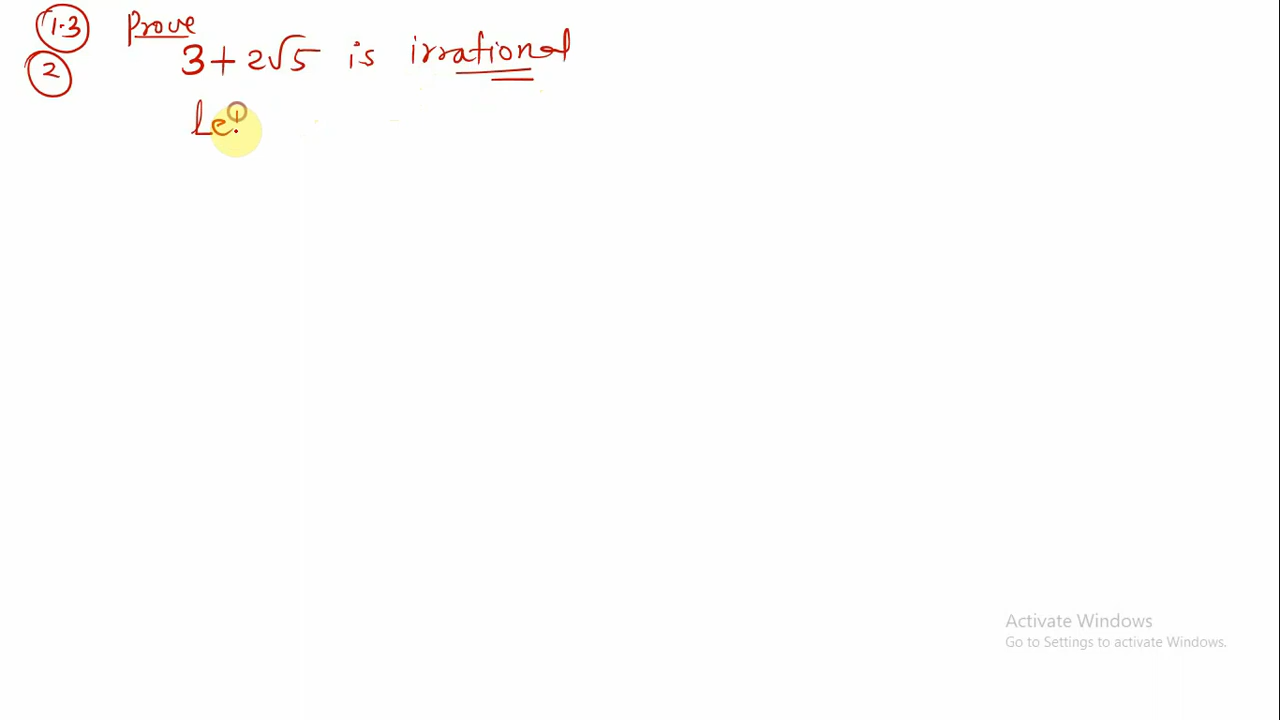 1.3 Prove
2 3+2√5 is irrational
Let
Activate Windows
Go to Settings to activate Windows.